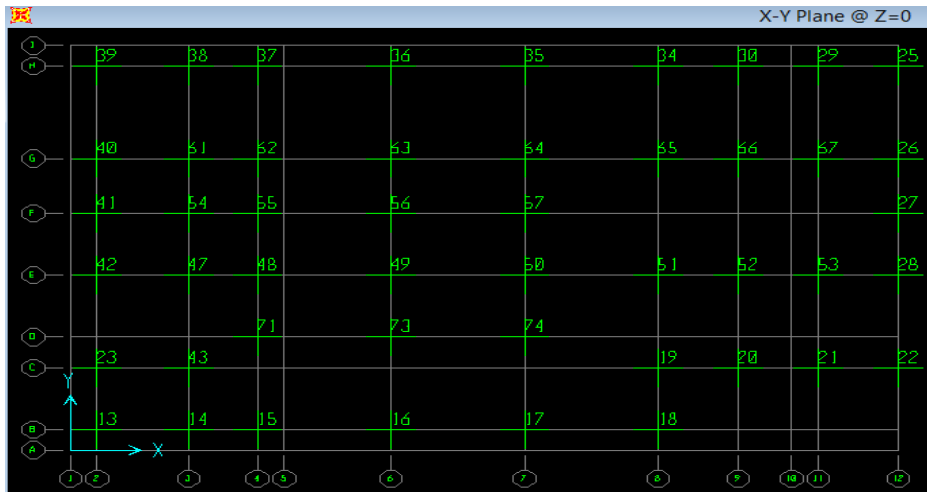 X-Y Plane @ Z=0
I
39 38 37 36 35 34 30 29 25
H
40 61 62 63 64 65 66 67 26
G
41 54 55 56 57 27
F
42 47 48 49 50 51 52 53 28
E
71 73 74
D
23 43 19 20 21 22
C
Y
13 14 15 16 17 18
B
A
X
1 2 3 4 5 6 7 8 9 10 11 12